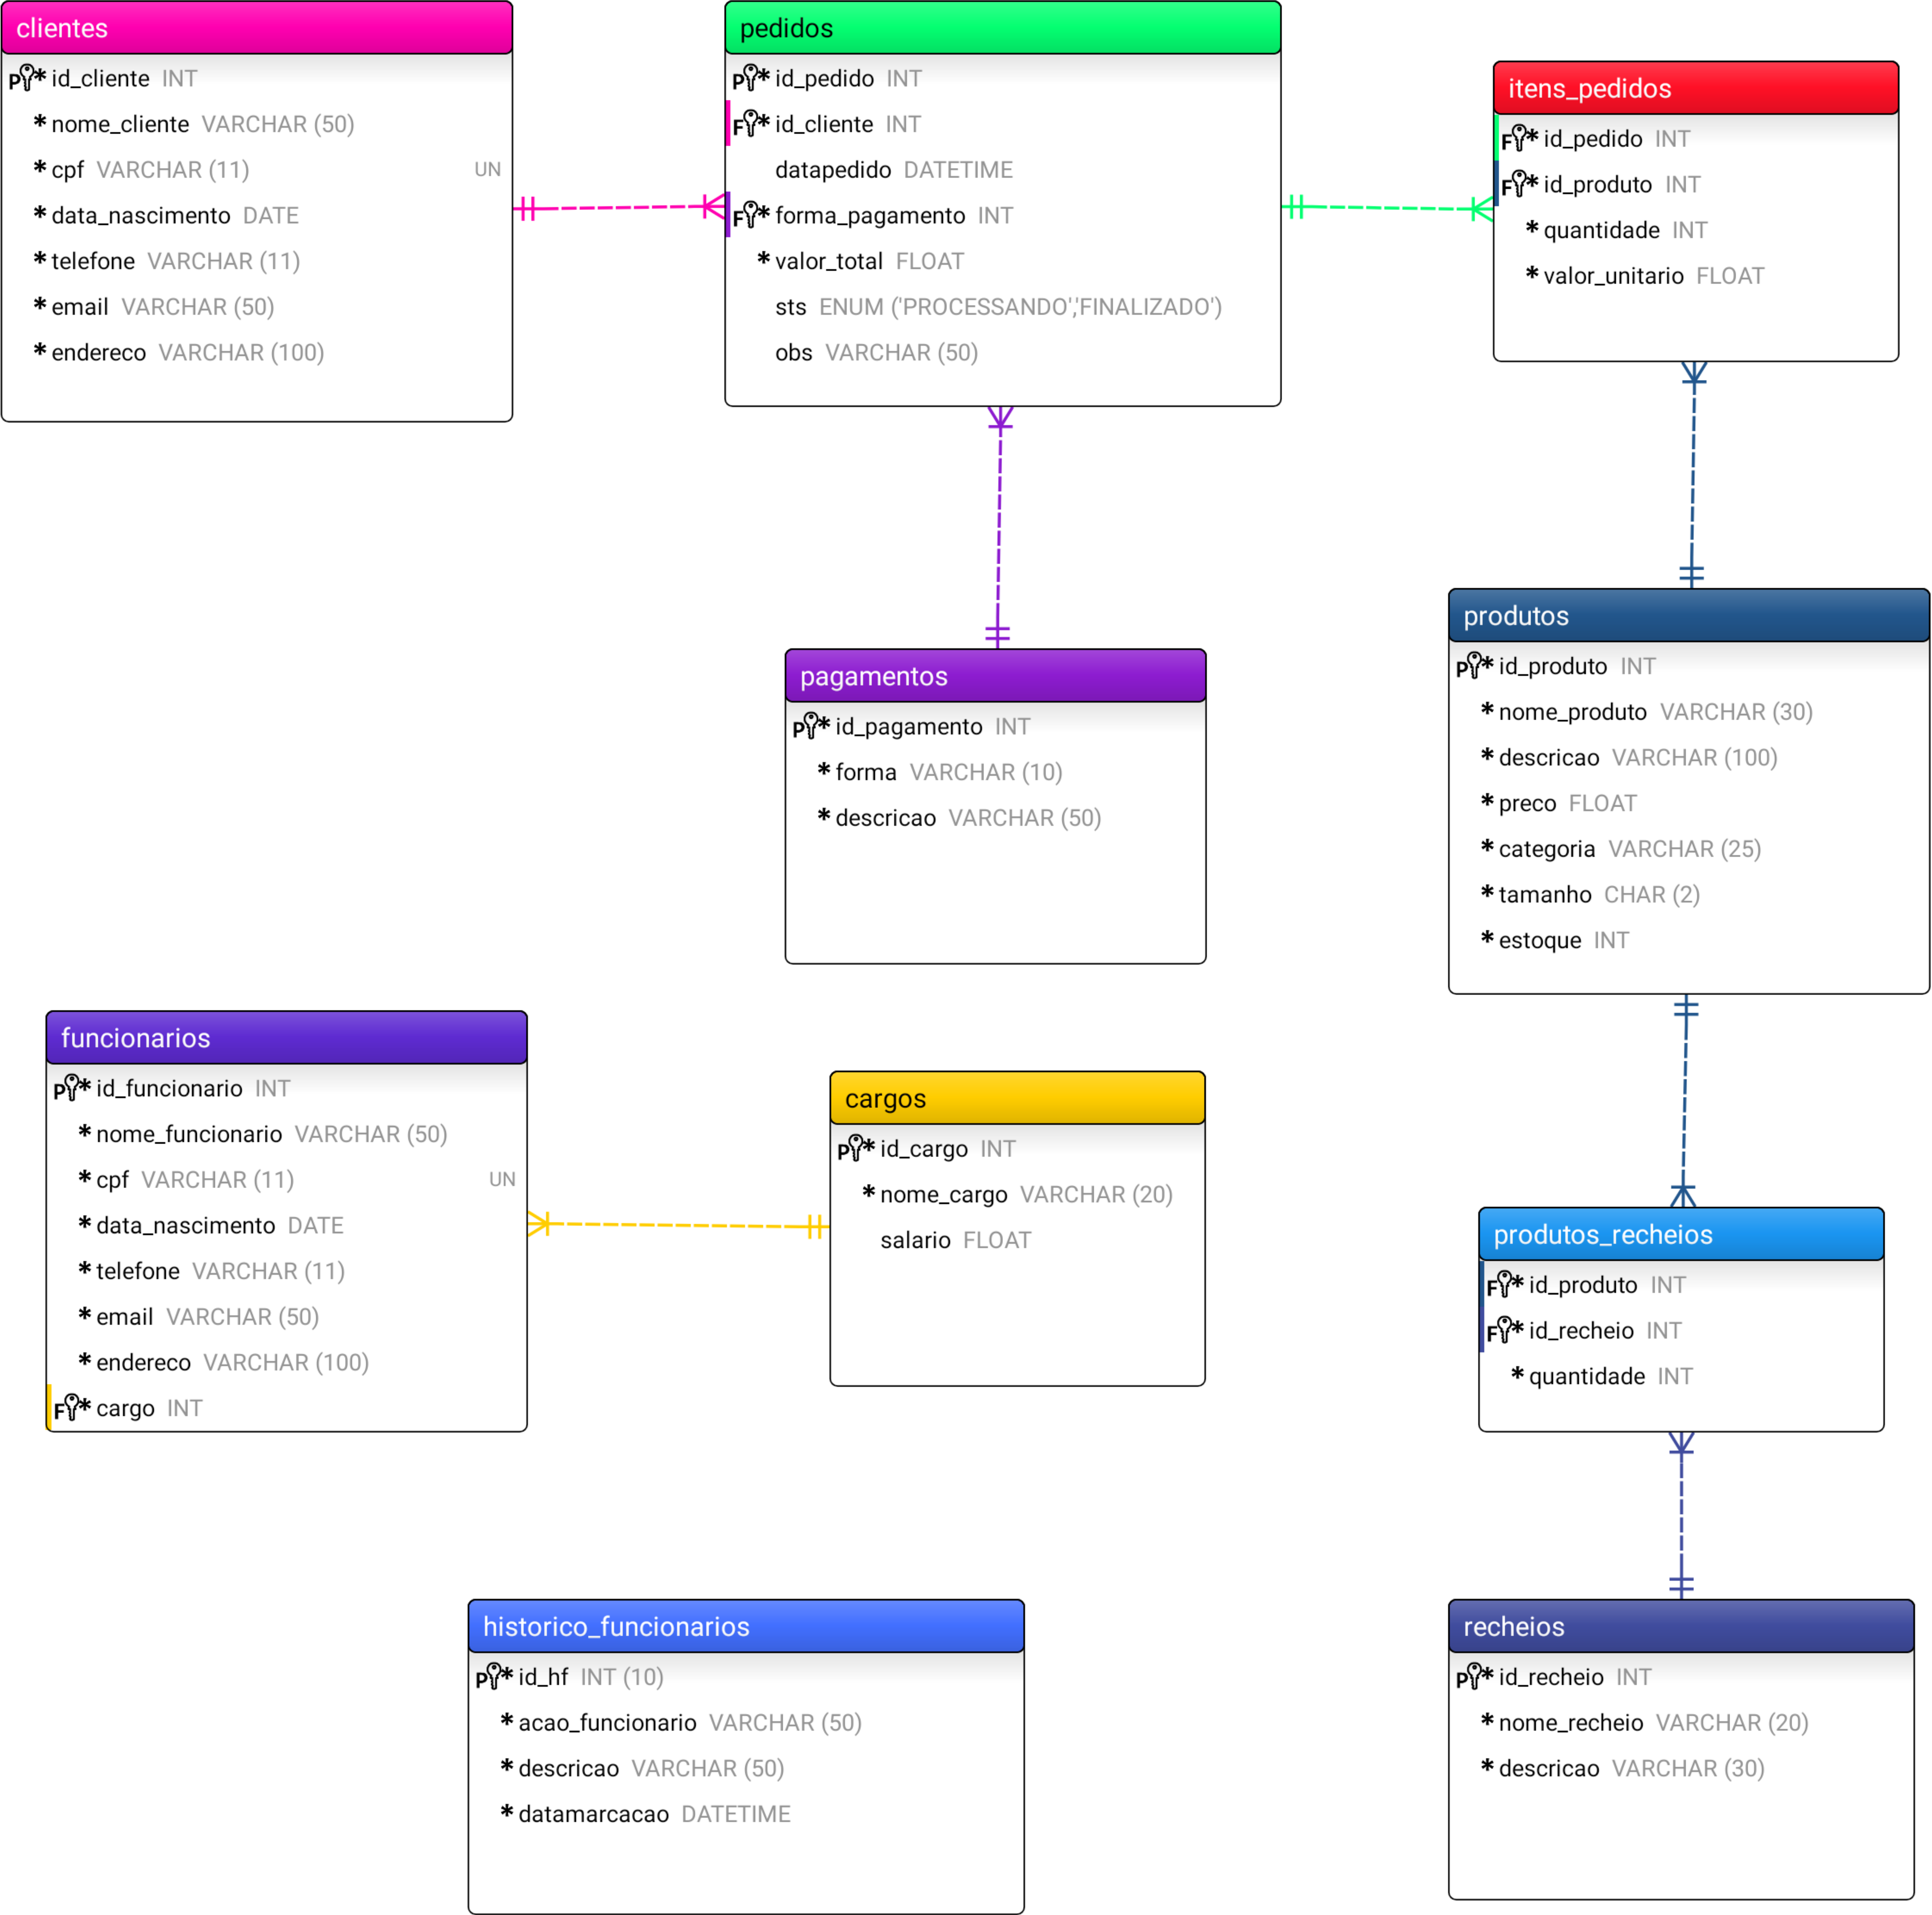 clientes
P* id_cliente INT
* nome_cliente VARCHAR (50)
* cpf VARCHAR (11) UN
* data_nascimento DATE
* telefone VARCHAR (11)
* email VARCHAR (50)
* endereco VARCHAR (100)
pedidos
P* id_pedido INT
F* id_cliente INT
datapedido DATETIME
F* forma_pagamento INT
* valor_total FLOAT
sts ENUM ('PROCESSANDO','FINALIZADO')
obs VARCHAR (50)
itens_pedidos
F* id_pedido INT
F* id_produto INT
* quantidade INT
* valor_unitario FLOAT
pagamentos
P* id_pagamento INT
* forma VARCHAR (10)
* descricao VARCHAR (50)
produtos
P* id_produto INT
* nome_produto VARCHAR (30)
* descricao VARCHAR (100)
* preco FLOAT
* categoria VARCHAR (25)
* tamanho CHAR (2)
* estoque INT
funcionarios
P* id_funcionario INT
* nome_funcionario VARCHAR (50)
* cpf VARCHAR (11) UN
* data_nascimento DATE
* telefone VARCHAR (11)
* email VARCHAR (50)
* endereco VARCHAR (100)
F* cargo INT
cargos
P* id_cargo INT
* nome_cargo VARCHAR (20)
salario FLOAT
produtos_recheios
F* id_produto INT
F* id_recheio INT
* quantidade INT
historico_funcionarios
P* id_hf INT (10)
* acao_funcionario VARCHAR (50)
* descricao VARCHAR (50)
* datamarcacao DATETIME
recheios
P* id_recheio INT
* nome_recheio VARCHAR (20)
* descricao VARCHAR (30)